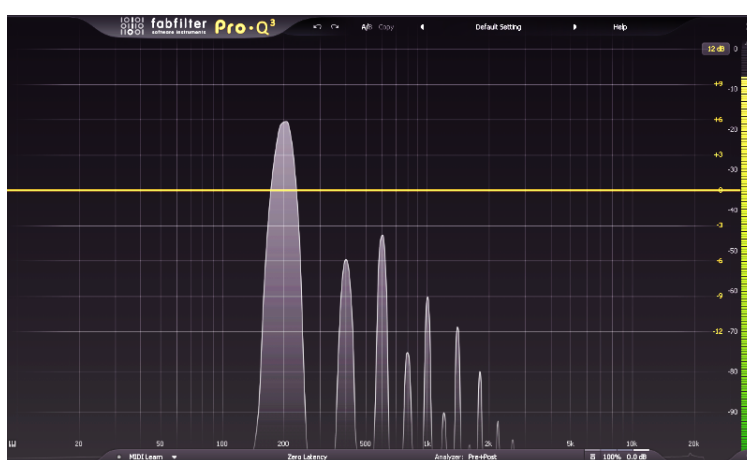 fabfilter Pro·Q³
software instruments
A/B Copy Default Setting Help
12 dB 0
+9 -10
+6 -20
+3 -30
0 -40
-3 -50
-6 -60
-9
-12 -70
-80
-90
20 50 100 200 500 1k 2k 5k 10k 20k
MIDI Learn Zero Latency Analyzer: Pre+Post 100% 0.0 dB